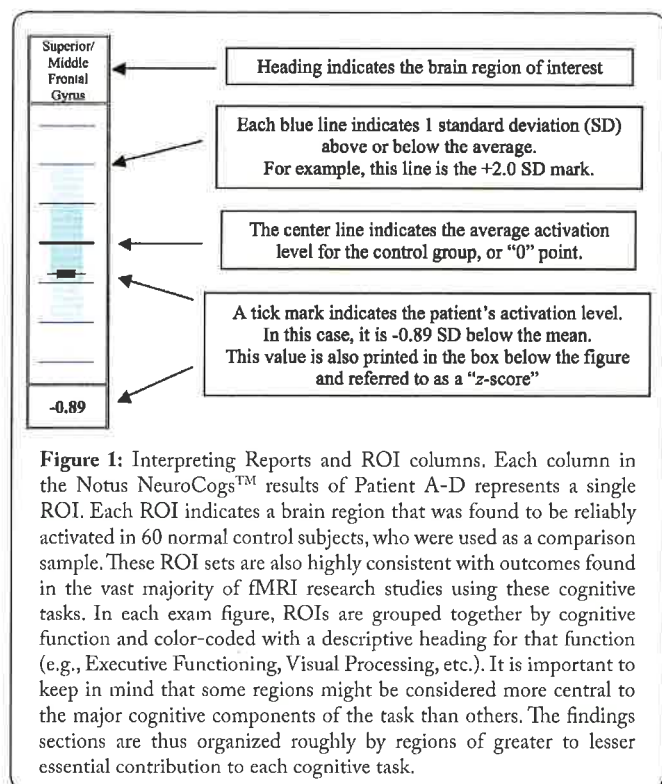 Superior/
Middle
Frontal
Gyrus
Heading indicates the brain region of interest
Each blue line indicates 1 standard deviation (SD)
above or below the average.
For example, this line is the +2.0 SD mark.
The center line indicates the average activation
level for the control group, or “0” point.
A tick mark indicates the patient’s activation level.
In this case, it is -0.89 SD below the mean.
This value is also printed in the box below the figure
and referred to as a “z-score”
-0.89
Figure 1: Interpreting Reports and ROI columns. Each column in
the Notus NeuroCogs™ results of Patient A-D represents a single
ROI. Each ROI indicates a brain region that was found to be reliably
activated in 60 normal control subjects, who were used as a comparison
sample. These ROI sets are also highly consistent with outcomes found
in the vast majority of fMRI research studies using these cognitive
tasks. In each exam figure, ROIs are grouped together by cognitive
function and color-coded with a descriptive heading for that function
(e.g., Executive Functioning, Visual Processing, etc.). It is important to
keep in mind that some regions might be considered more central to
the major cognitive components of the task than others. The findings
sections are thus organized roughly by regions of greater to lesser
essential contribution to each cognitive task.